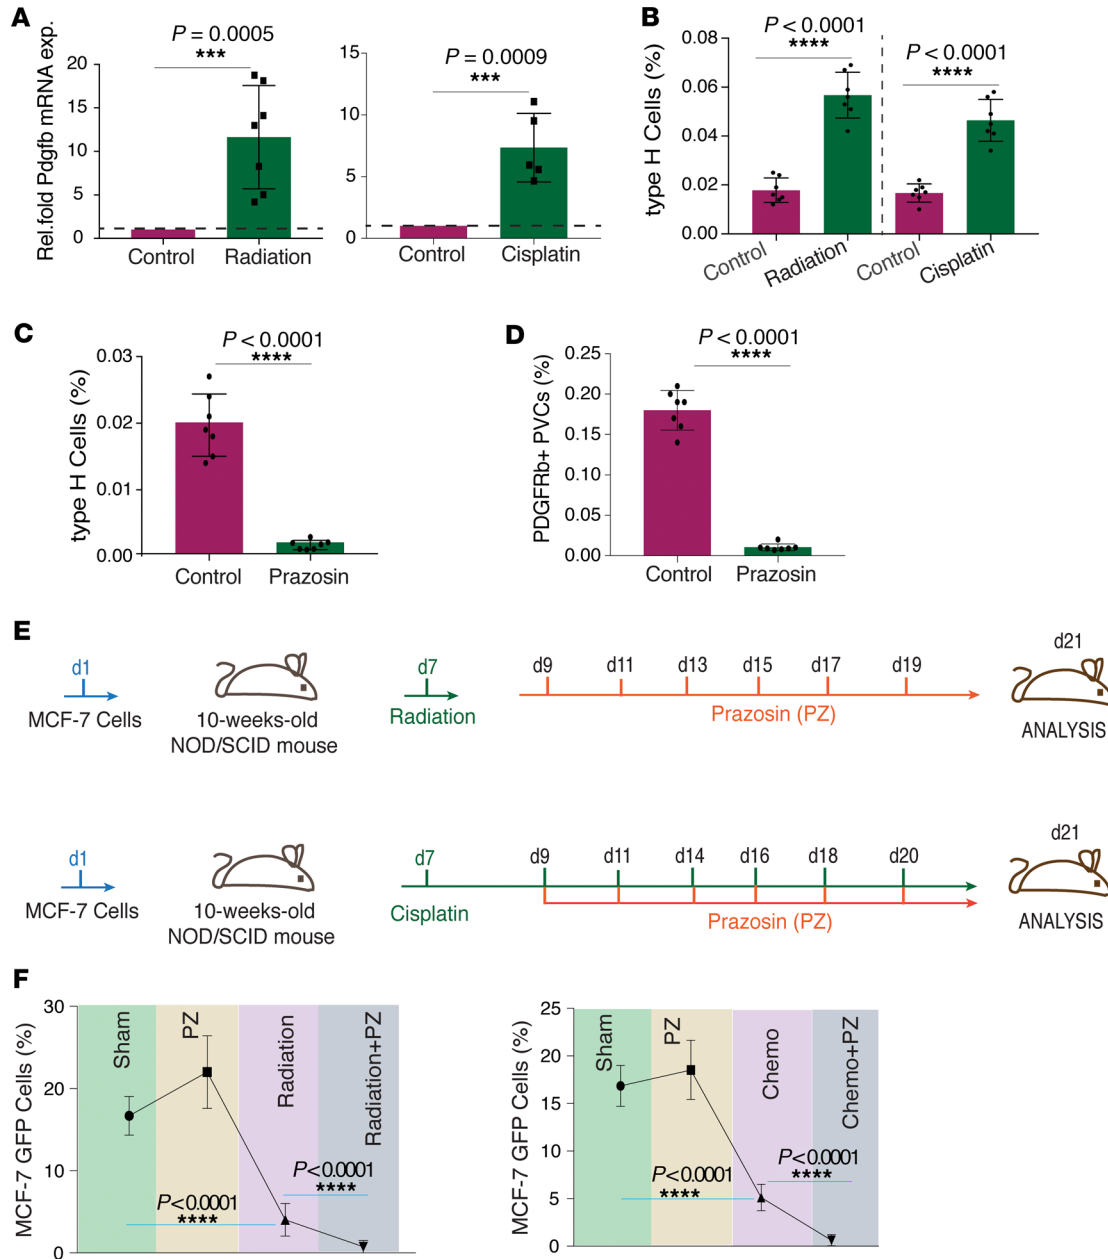 A
P = 0.0005
***
Rel.fold Pdgfb mRNA exp.
20
15
10
5
0
Control
Radiation
P = 0.0009
***
15
10
5
0
Control
Cisplatin
B
P < 0.0001
****
P < 0.0001
****
type H Cells (%)
0.08
0.06
0.04
0.02
0.00
Control
Radiation
Control
Cisplatin
C
P < 0.0001
****
type H Cells (%)
0.03
0.02
0.01
0.00
Control
Prazosin
D
P < 0.0001
****
PDGFRb+ PVCs (%)
0.25
0.20
0.15
0.10
0.05
0.00
Control
Prazosin
E
d1
MCF-7 Cells
10-weeks-old
NOD/SCID mouse
d7
Radiation
d9
d11
d13
d15
d17
d19
Prazosin (PZ)
d21
ANALYSIS
d1
MCF-7 Cells
10-weeks-old
NOD/SCID mouse
d7
Cisplatin
d9
d11
d14
d16
d18
d20
Prazosin (PZ)
d21
ANALYSIS
F
MCF-7 GFP Cells (%)
30
20
10
0
Sham
PZ
Radiation
Radiation+PZ
P<0.0001
****
P<0.0001
****
MCF-7 GFP Cells (%)
25
20
15
10
5
0
Sham
PZ
Chemo
Chemo+PZ
P<0.0001
****
P<0.0001
****